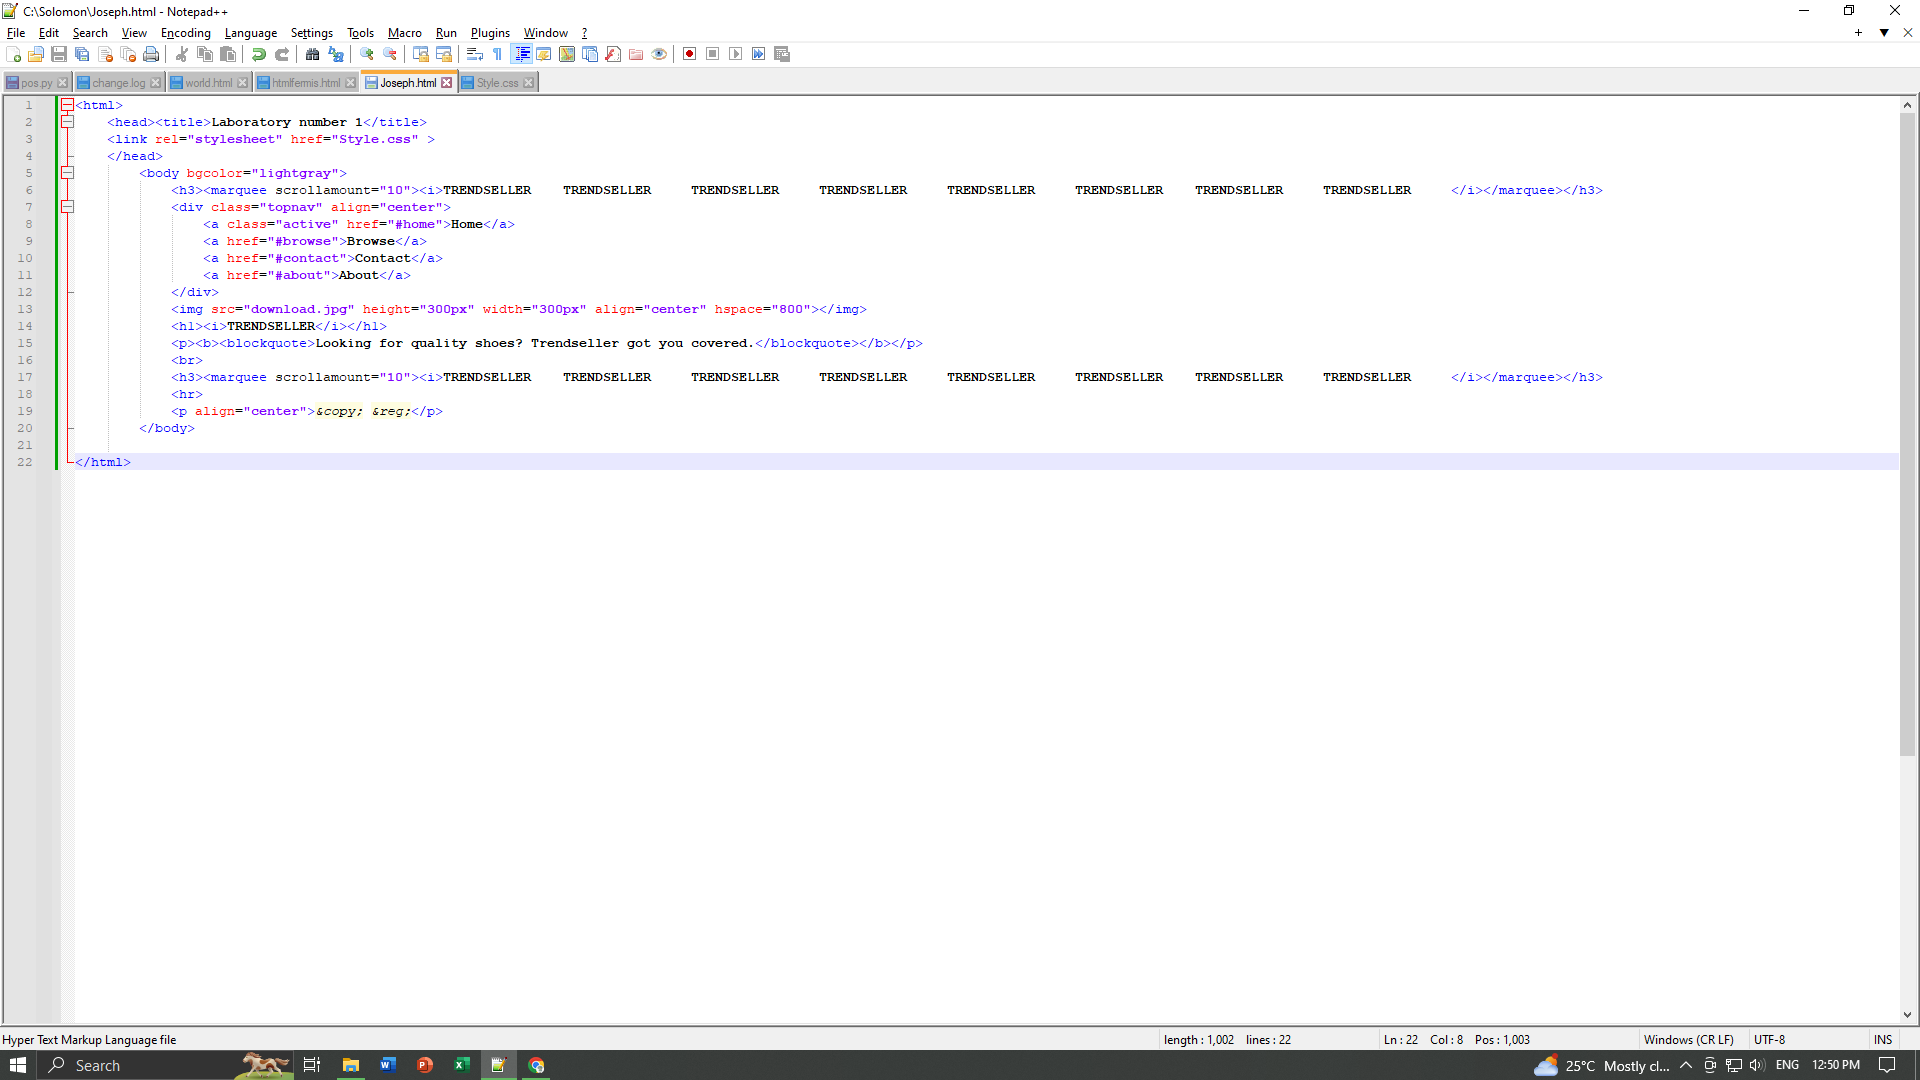 C:\Solomon\Joseph.html - Notepad++
File Edit Search View Encoding Language Settings Tools Macro Run Plugins Window ?
pos.py change.log world.html htmlfermis.html Joseph.html Style.css
1 <html>
2 <head><title>Laboratory number 1</title>
3 <link rel="stylesheet" href="Style.css" >
4 </head>
5 <body bgcolor="lightgray">
6 <h3><marquee scrollamount="10"><i>TRENDSELLER TRENDSELLER TRENDSELLER TRENDSELLER TRENDSELLER TRENDSELLER TRENDSELLER TRENDSELLER </i></marquee></h3>
7 <div class="topnav" align="center">
8 <a class="active" href="#home">Home</a>
9 <a href="#browse">Browse</a>
10 <a href="#contact">Contact</a>
11 <a href="#about">About</a>
12 </div>
13 <img src="download.jpg" height="300px" width="300px" align="center" hspace="800"></img>
14 <h1><i>TRENDSELLER</i></h1>
15 <p><b><blockquote>Looking for quality shoes? Trendseller got you covered.</blockquote></b></p>
16 <br>
17 <h3><marquee scrollamount="10"><i>TRENDSELLER TRENDSELLER TRENDSELLER TRENDSELLER TRENDSELLER TRENDSELLER TRENDSELLER TRENDSELLER </i></marquee></h3>
18 <hr>
19 <p align="center">&copy; &reg;</p>
20 </body>
21
22 </html>
Hyper Text Markup Language file length : 1,002 lines : 22 Ln : 22 Col : 8 Pos : 1,003 Windows (CR LF) UTF-8 INS
Search 25°C Mostly cl... ENG 12:50 PM